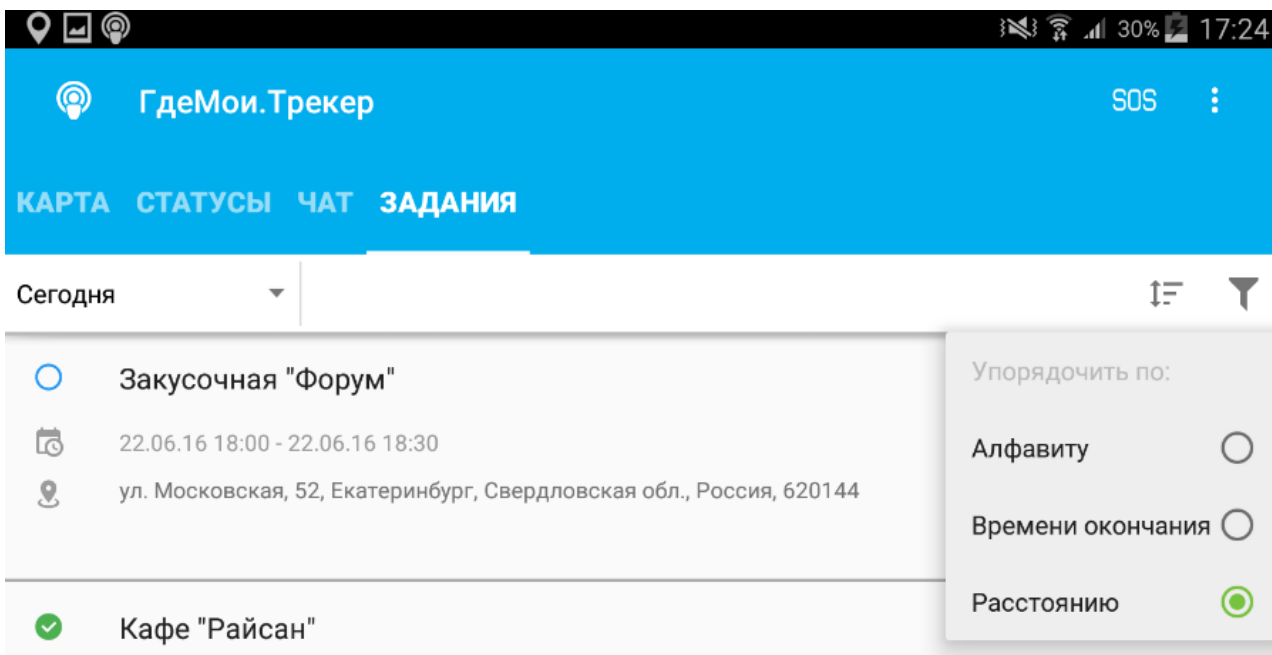 30% 17:24
ГдеМои.Трекер SOS
КАРТА СТАТУСЫ ЧАТ ЗАДАНИЯ
Сегодня
Упорядочить по:
Закусочная "Форум"
22.06.16 18:00 - 22.06.16 18:30
Алфавиту
ул. Московская, 52, Екатеринбург, Свердловская обл., Россия, 620144
Времени окончания
Расстоянию
Кафе "Райсан"